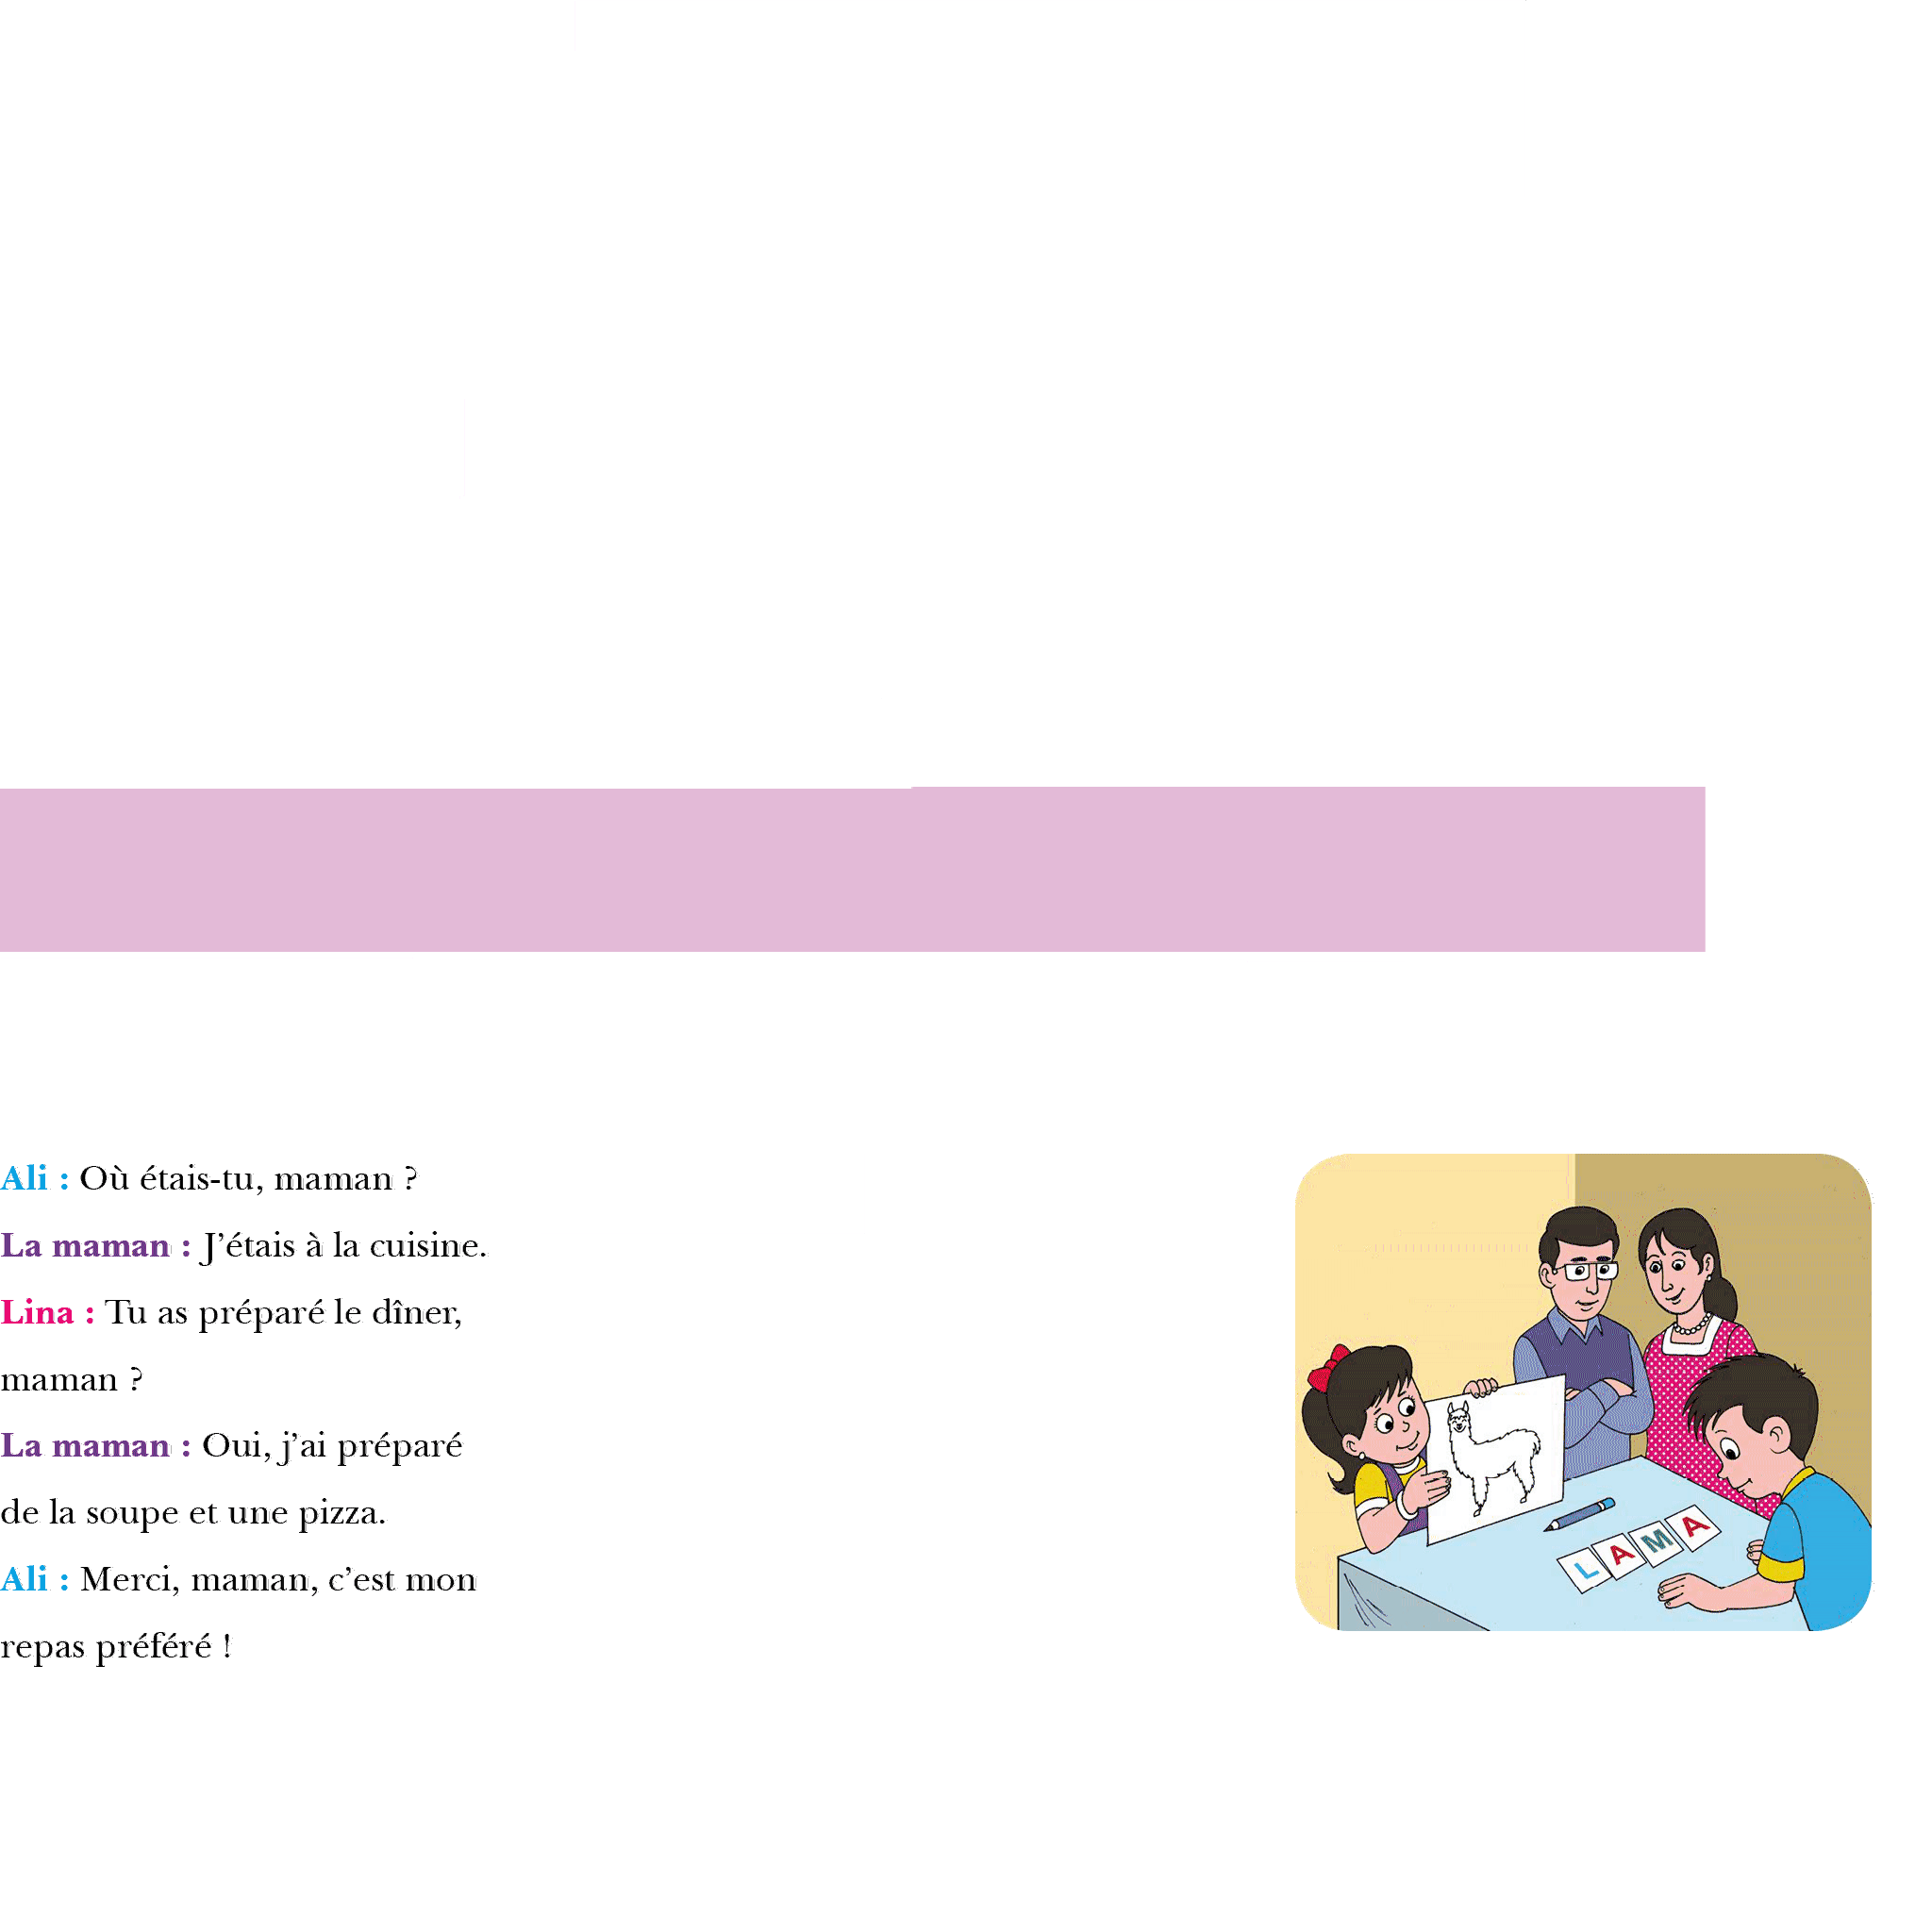 Ali : Où étais-tu, maman ?
La maman : J’étais à la cuisine.
Lina : Tu as préparé le dîner,
maman ?
La maman : Oui, j’ai préparé
de la soupe et une pizza.
Ali : Merci, maman, c’est mon
repas préféré !
LAMA